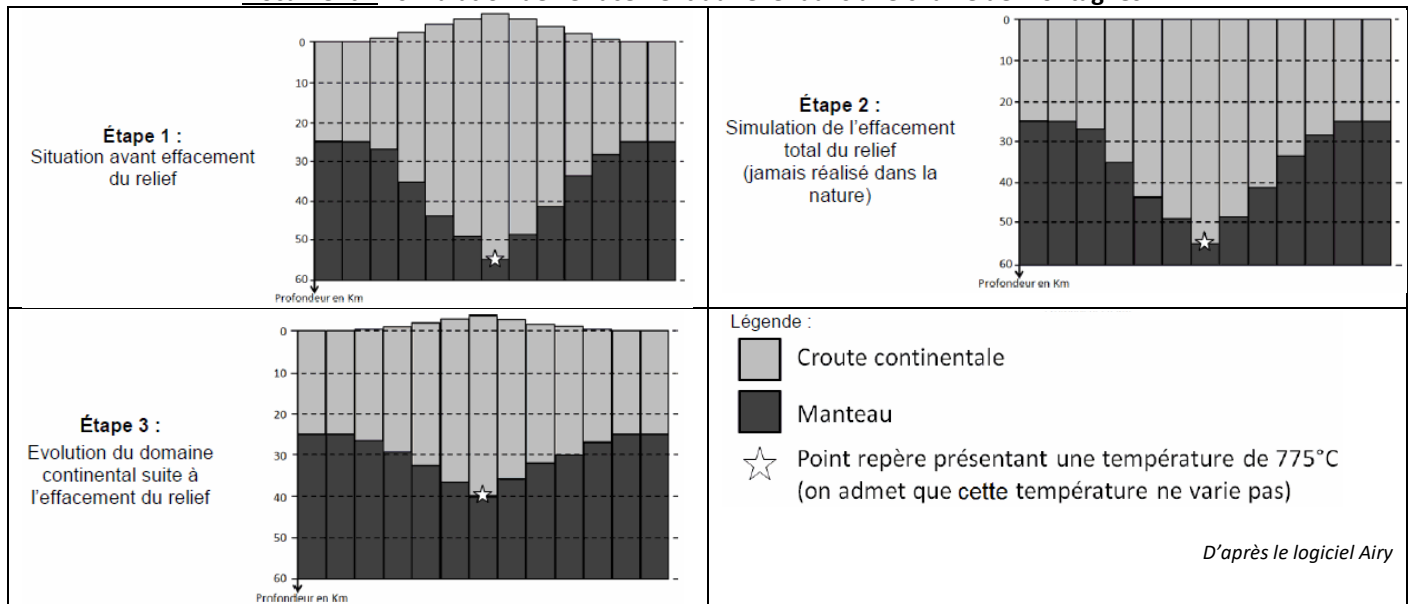 0
10
20
30
40
50
60
Profondeur en Km
Étape 1 :
Situation avant effacement
du relief
0
10
20
30
40
50
60
Profondeur en Km
Étape 2 :
Simulation de l'effacement
total du relief
(jamais réalisé dans la
nature)
0
10
20
30
40
50
60
Profondeur en Km
Étape 3 :
Evolution du domaine
continental suite à
l'effacement du relief
Légende :
Croute continentale
Manteau
Point repère présentant une température de 775°C
(on admet que cette température ne varie pas)
D'après le logiciel Airy